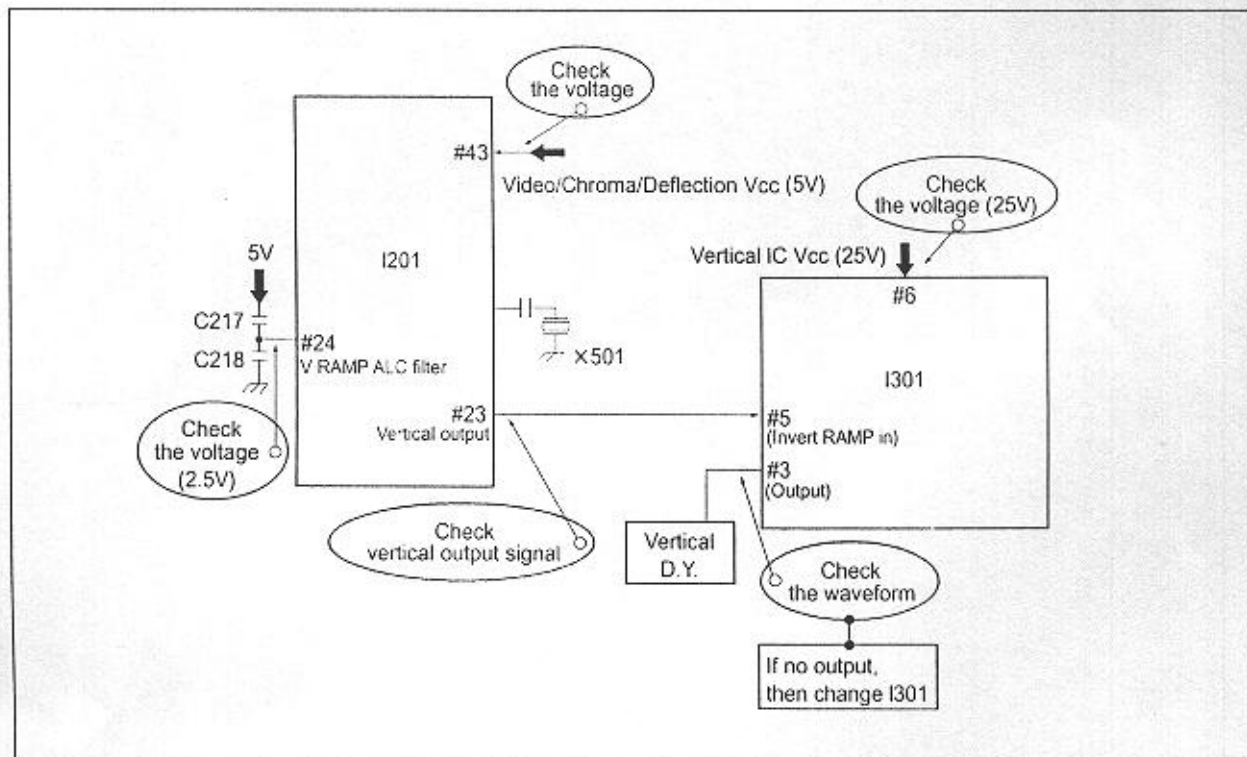 Check
the voltage
#43
Video/Chroma/Deflection Vcc (5V)
Check
the voltage (25V)
Vertical IC Vcc (25V)
#6
5V
I201
C217
#24
C218
V RAMP ALC filter
X501
I301
#23
Vertical output
#5
(Invert RAMP in)
#3
(Output)
Check
the voltage
(2.5V)
Check
vertical output signal
Vertical
D.Y.
Check
the waveform
If no output,
then change I301